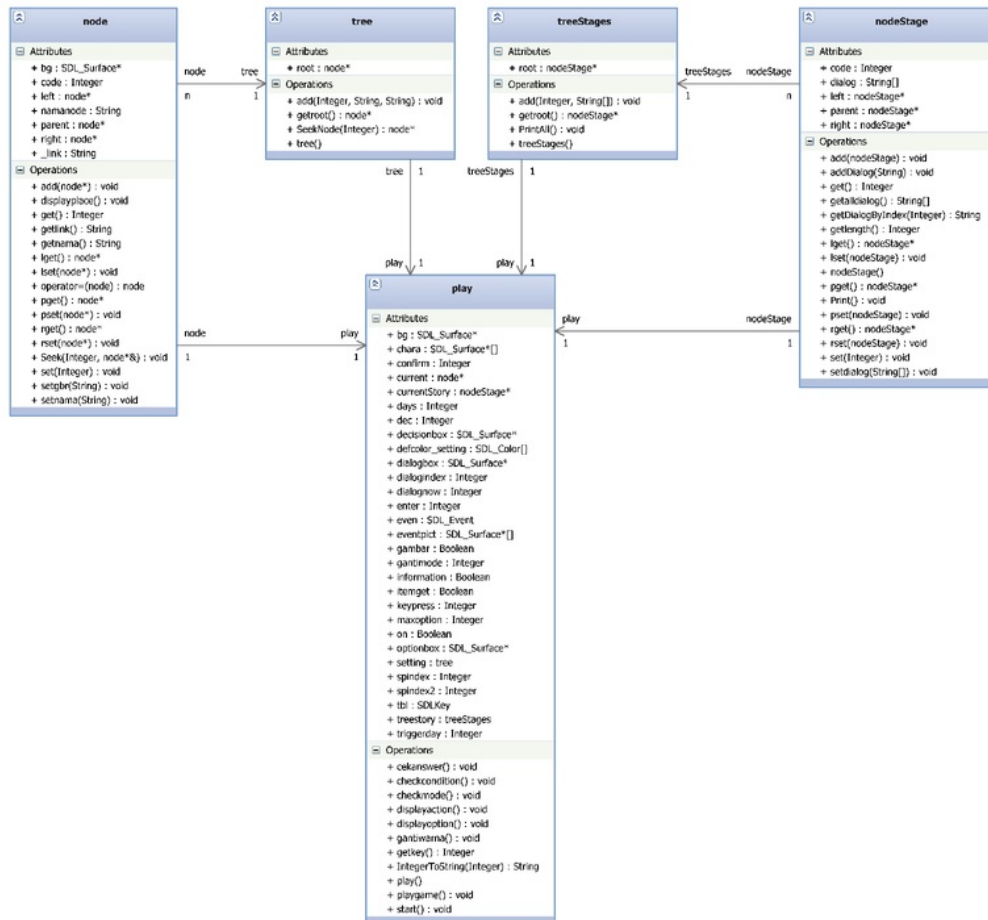 node
Attributes
+ bg : SDL_Surface*
+ code : Integer
+ left : node*
+ namanode : String
+ parent : node*
+ right : node*
+ _link : String
Operations
+ add(node*) : void
+ displayplace() : void
+ get() : Integer
+ getlink() : String
+ getnama() : String
+ lget() : node*
+ lset(node*) : void
+ operator=(node) : node
+ pget() : node*
+ pset(node*) : void
+ rget() : node*
+ rset(node*) : void
+ Seek(Integer, node*&) : void
+ set(Integer) : void
+ setgbr(String) : void
+ setnama(String) : void
node tree
n 1
tree
Attributes
+ root : node*
Operations
+ add(Integer, String, String) : void
+ getroot() : node*
+ SeekNode(Integer) : node*
+ tree()
treeStages
Attributes
+ root : nodeStage*
Operations
+ add(Integer, String[]) : void
+ getroot() : nodeStage*
+ PrintAll() : void
+ treeStages()
treeStages nodeStage
1 n
nodeStage
Attributes
+ code : Integer
+ dialog : String[]
+ left : nodeStage*
+ parent : nodeStage*
+ right : nodeStage*
Operations
+ add(nodeStage) : void
+ addDialog(String) : void
+ get() : Integer
+ getalldialog() : String[]
+ getDialogByIndex(Integer) : String
+ getlength() : Integer
+ lget() : nodeStage*
+ lset(nodeStage) : void
+ nodeStage()
+ pget() : nodeStage*
+ Print() : void
+ pset(nodeStage) : void
+ rget() : nodeStage*
+ rset(nodeStage) : void
+ set(Integer) : void
+ setdialog(String[]) : void
tree 1
treeStages 1
play 1
play 1
node play
1 1
play nodeStage
1 1
play
Attributes
+ bg : SDL_Surface*
+ chara : SDL_Surface*[]
+ confirm : Integer
+ current : node*
+ currentStory : nodeStage*
+ days : Integer
+ dec : Integer
+ decisionbox : SDL_Surface*
+ defcolor_setting : SDL_Color[]
+ dialogbox : SDL_Surface*
+ dialogindex : Integer
+ dialognow : Integer
+ enter : Integer
+ even : SDL_Event
+ eventpict : SDL_Surface*[]
+ gambar : Boolean
+ gantimode : Integer
+ information : Boolean
+ itemget : Boolean
+ keypress : Integer
+ maxoption : Integer
+ on : Boolean
+ optionbox : SDL_Surface*
+ setting : tree
+ spindex : Integer
+ spindex2 : Integer
+ tbl : SDLKey
+ treestory : treeStages
+ triggerday : Integer
Operations
+ cekanswer() : void
+ checkcondition() : void
+ checkmode() : void
+ displayaction() : void
+ displayoption() : void
+ gantiwarna() : void
+ getkey() : Integer
+ IntegerToString(Integer) : String
+ play()
+ playgame() : void
+ start() : void